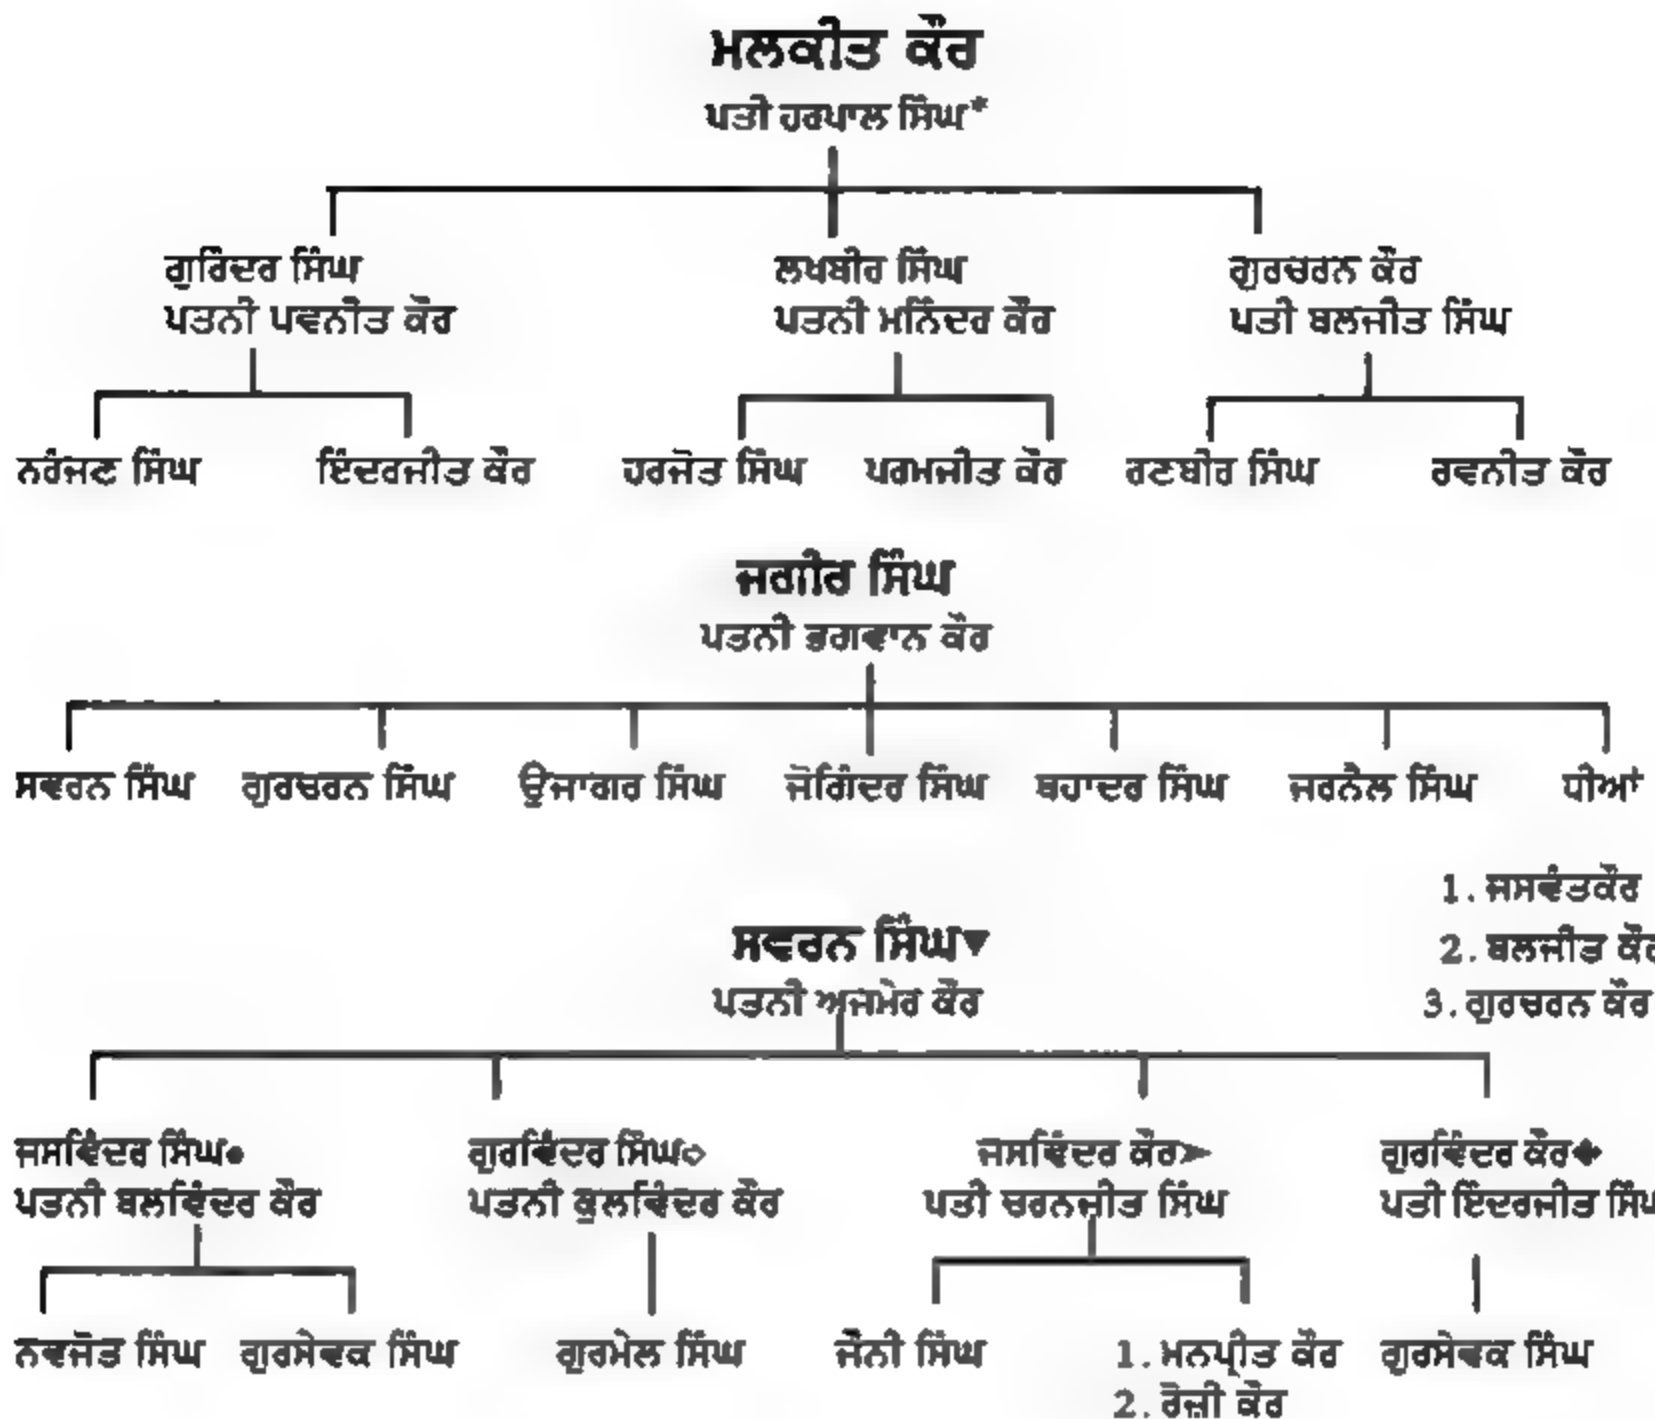 ਮਲਕੀਤ ਕੌਰ
ਪਤੀ ਹਰਪਾਲ ਸਿੰਘ*
ਗੁਰਿੰਦਰ ਸਿੰਘ
ਪਤਨੀ ਪਵਨੀਤ ਕੌਰ
ਲਖਬੀਰ ਸਿੰਘ
ਪਤਨੀ ਮਨਿੰਦਰ ਕੌਰ
ਗੁਰਚਰਨ ਕੌਰ
ਪਤੀ ਬਲਜੀਤ ਸਿੰਘ
ਨਰੰਜਣ ਸਿੰਘ ਇੰਦਰਜੀਤ ਕੌਰ ਹਰਜੋਤ ਸਿੰਘ ਪਰਮਜੀਤ ਕੌਰ ਰਣਬੀਰ ਸਿੰਘ ਰਵਨੀਤ ਕੌਰ
ਜਗੀਰ ਸਿੰਘ
ਪਤਨੀ ਭਗਵਾਨ ਕੌਰ
ਸਵਰਨ ਸਿੰਘ ਗੁਰਚਰਨ ਸਿੰਘ ਉਜਾਗਰ ਸਿੰਘ ਜੋਗਿੰਦਰ ਸਿੰਘ ਬਹਾਦਰ ਸਿੰਘ ਜਰਨੈਲ ਸਿੰਘ ਧੀਆਂ
1. ਜਸਵੰਤਕੌਰ
2. ਬਲਜੀਤ ਕੌਰ
3. ਗੁਰਚਰਨ ਕੌਰ
ਸਵਰਨ ਸਿੰਘ▼
ਪਤਨੀ ਅਜਮੇਰ ਕੌਰ
ਜਸਵਿੰਦਰ ਸਿੰਘ●
ਪਤਨੀ ਬਲਵਿੰਦਰ ਕੌਰ
ਗੁਰਵਿੰਦਰ ਸਿੰਘ○
ਪਤਨੀ ਕੁਲਵਿੰਦਰ ਕੌਰ
ਜਸਵਿੰਦਰ ਕੌਰ➤
ਪਤੀ ਚਰਨਜੀਤ ਸਿੰਘ
ਗੁਰਵਿੰਦਰ ਕੌਰ◆
ਪਤੀ ਇੰਦਰਜੀਤ ਸਿੰਘ
ਨਵਜੋਤ ਸਿੰਘ ਗੁਰਸੇਵਕ ਸਿੰਘ ਗੁਰਮੇਲ ਸਿੰਘ ਜੌਨੀ ਸਿੰਘ 1. ਮਨਪ੍ਰੀਤ ਕੌਰ ਗੁਰਸੇਵਕ ਸਿੰਘ
2. ਰੋਜ਼ੀ ਕੌਰ